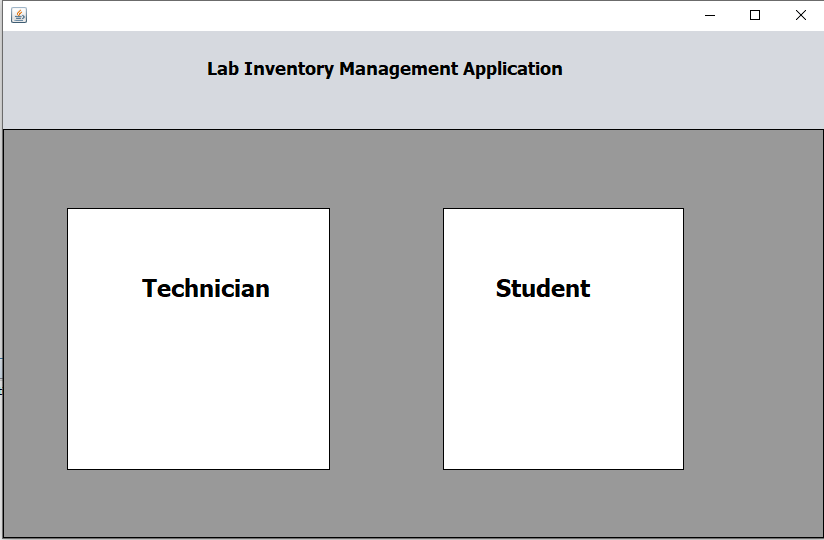 Lab Inventory Management Application
Technician
Student